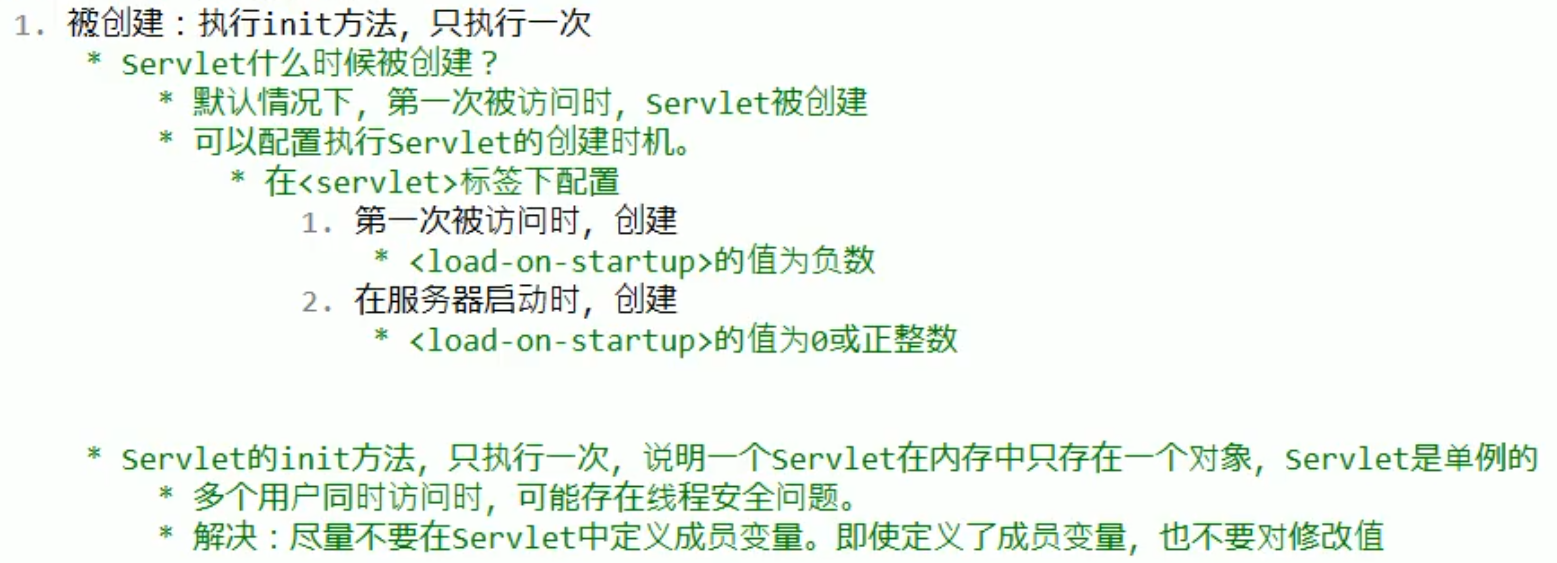 1. 被创建：执行init方法，只执行一次
* Servlet什么时候被创建？
* 默认情况下，第一次被访问时，Servlet被创建
* 可以配置执行Servlet的创建时机。
* 在<servlet>标签下配置
1. 第一次被访问时，创建
* <load-on-startup>的值为负数
2. 在服务器启动时，创建
* <load-on-startup>的值为0或正整数
* Servlet的init方法，只执行一次，说明一个Servlet在内存中只存在一个对象，Servlet是单例的
* 多个用户同时访问时，可能存在线程安全问题。
* 解决：尽量不要在Servlet中定义成员变量。即使定义了成员变量，也不要对修改值